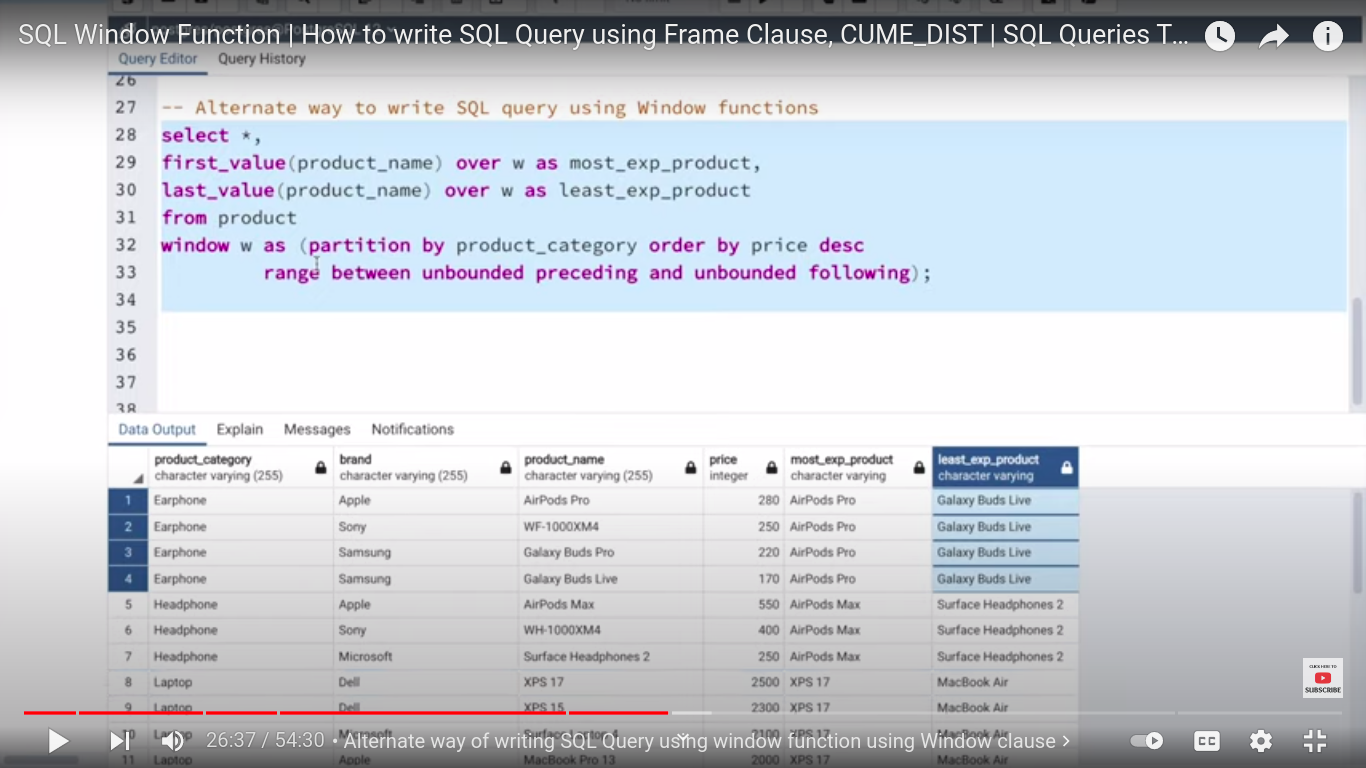 SQL Window Function | How to write SQL Query using Frame Clause, CUME_DIST | SQL Queries T...
Query Editor Query History
26
27 -- Alternate way to write SQL query using Window functions
28 select *,
29 first_value(product_name) over w as most_exp_product,
30 last_value(product_name) over w as least_exp_product
31 from product
32 window w as (partition by product_category order by price desc
33 range between unbounded preceding and unbounded following);
34
35
36
37
38
Data Output Explain Messages Notifications
product_category brand product_name price most_exp_product least_exp_product
character varying (255) character varying (255) character varying (255) integer character varying character varying
1 Earphone Apple AirPods Pro 280 AirPods Pro Galaxy Buds Live
2 Earphone Sony WF-1000XM4 250 AirPods Pro Galaxy Buds Live
3 Earphone Samsung Galaxy Buds Pro 220 AirPods Pro Galaxy Buds Live
4 Earphone Samsung Galaxy Buds Live 170 AirPods Pro Galaxy Buds Live
5 Headphone Apple AirPods Max 550 AirPods Max Surface Headphones 2
6 Headphone Sony WH-1000XM4 400 AirPods Max Surface Headphones 2
7 Headphone Microsoft Surface Headphones 2 250 AirPods Max Surface Headphones 2
8 Laptop Dell XPS 17 2500 XPS 17 MacBook Air
9 Laptop Dell XPS 15 2300 XPS 17 MacBook Air
CLICK HERE TO
SUBSCRIBE
26:37 / 54:30 • Alternate way of writing SQL Query using window function using Window clause >
CC
11 Laptop Apple MacBook Pro 13 2000 XPS 17 MacBook Air